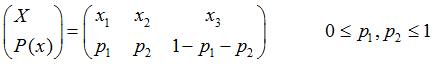 ( X ) = ( x₁ x₂ x₃ ) 0 ≤ p₁, p₂ ≤ 1
( P(x) ) ( p₁ p₂ 1 − p₁ − p₂ )